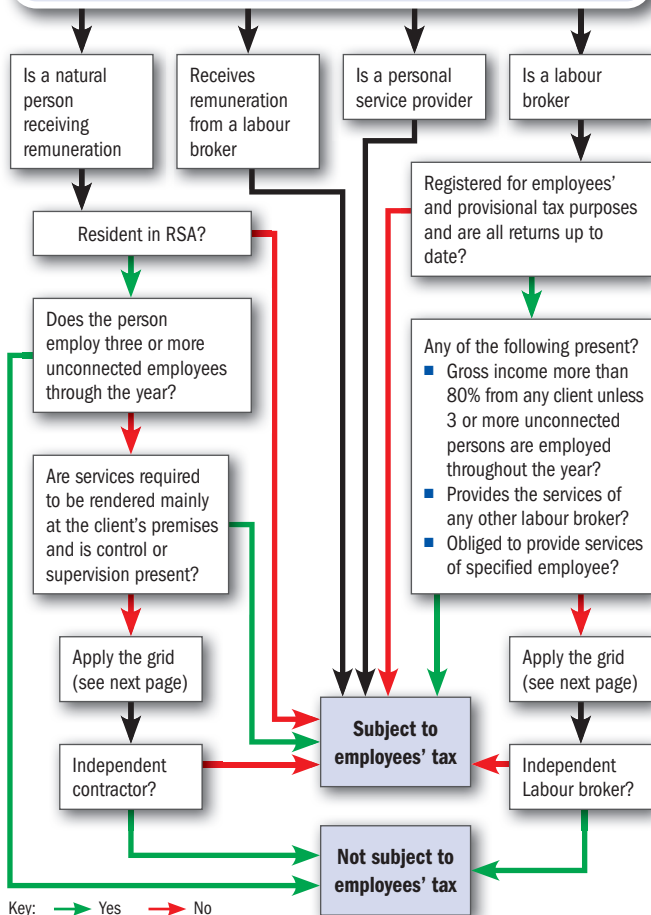 Is a natural
person
receiving
remuneration
Receives
remuneration
from a labour
broker
Is a personal
service provider
Is a labour
broker
Resident in RSA?
Registered for employees'
and provisional tax purposes
and are all returns up to
date?
Does the person
employ three or more
unconnected employees
through the year?
Any of the following present?
■ Gross income more than
80% from any client unless
3 or more unconnected
persons are employed
throughout the year?
■ Provides the services of
any other labour broker?
■ Obliged to provide services
of specified employee?
Are services required
to be rendered mainly
at the client's premises
and is control or
supervision present?
Apply the grid
(see next page)
Apply the grid
(see next page)
Subject to
employees' tax
Independent
contractor?
Independent
Labour broker?
Not subject to
employees' tax
Key: Yes No